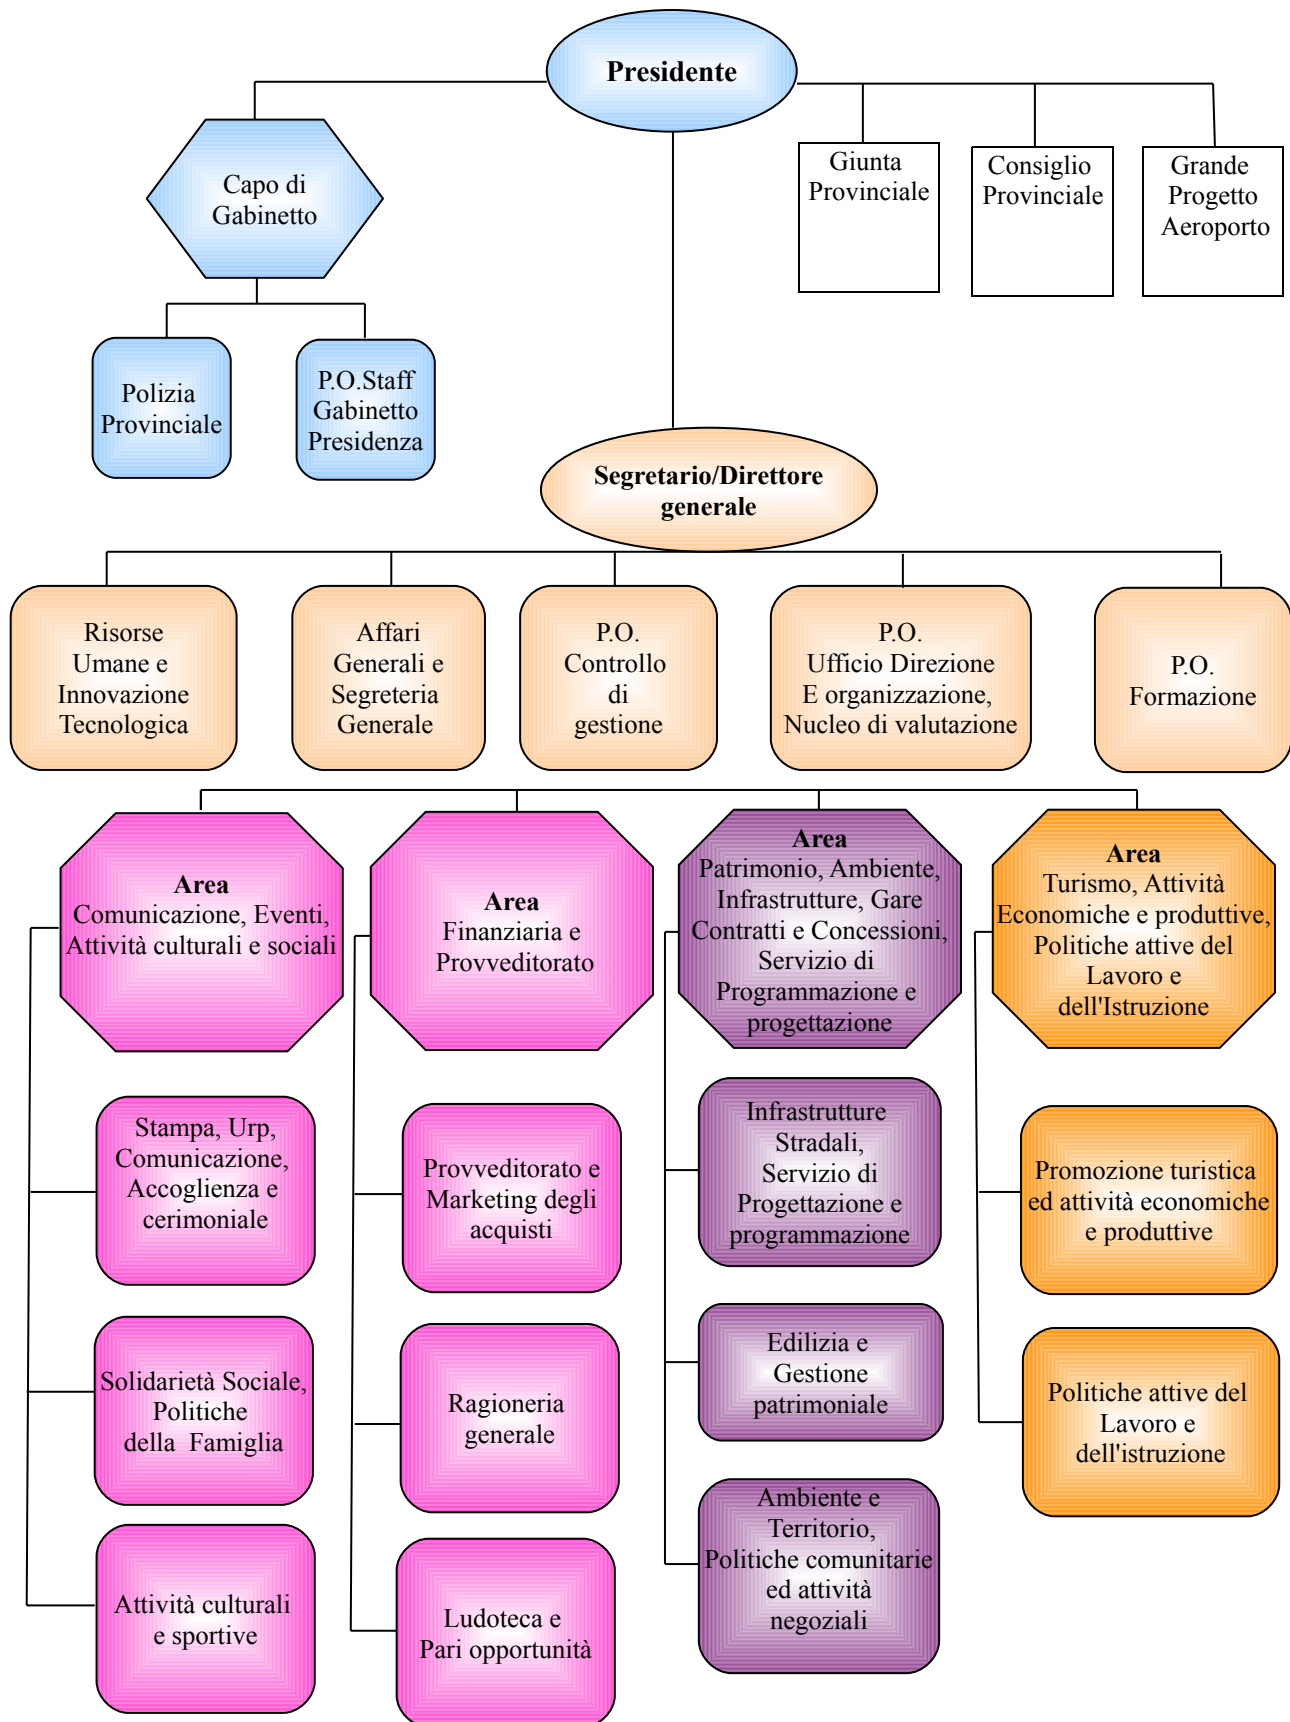 Presidente
Capo di
Gabinetto
Giunta
Provinciale
Consiglio
Provinciale
Grande
Progetto
Aeroporto
Polizia
Provinciale
P.O.Staff
Gabinetto
Presidenza
Segretario/Direttore
generale
Risorse
Umane e
Innovazione
Tecnologica
Affari
Generali e
Segreteria
Generale
P.O.
Controllo
di
gestione
P.O.
Ufficio Direzione
E organizzazione,
Nucleo di valutazione
P.O.
Formazione
Area
Comunicazione, Eventi,
Attività culturali e sociali
Area
Finanziaria e
Provveditorato
Area
Patrimonio, Ambiente,
Infrastrutture, Gare
Contratti e Concessioni,
Servizio di
Programmazione e
progettazione
Area
Turismo, Attività
Economiche e produttive,
Politiche attive del
Lavoro e
dell'Istruzione
Stampa, Urp,
Comunicazione,
Accoglienza e
cerimoniale
Provveditorato e
Marketing degli
acquisti
Infrastrutture
Stradali,
Servizio di
Progettazione e
programmazione
Promozione turistica
ed attività economiche
e produttive
Solidarietà Sociale,
Politiche
della Famiglia
Ragioneria
generale
Edilizia e
Gestione
patrimoniale
Politiche attive del
Lavoro e
dell'istruzione
Attività culturali
e sportive
Ludoteca e
Pari opportunità
Ambiente e
Territorio,
Politiche comunitarie
ed attività
negoziali